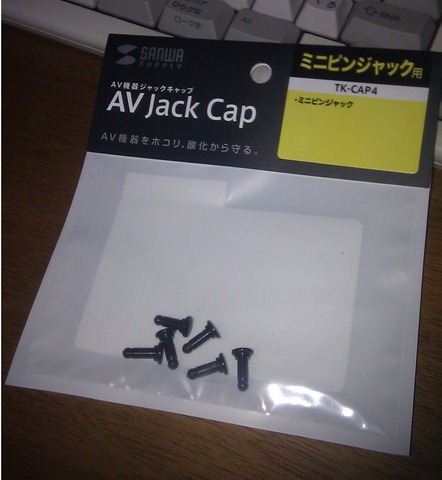 SANWA
SUPPLY
AV機器ジャックキャップ
AV Jack Cap
AV機器をホコリ、酸化から守る。
ミニピンジャック用
TK-CAP4
・ミニピンジャック
Shift